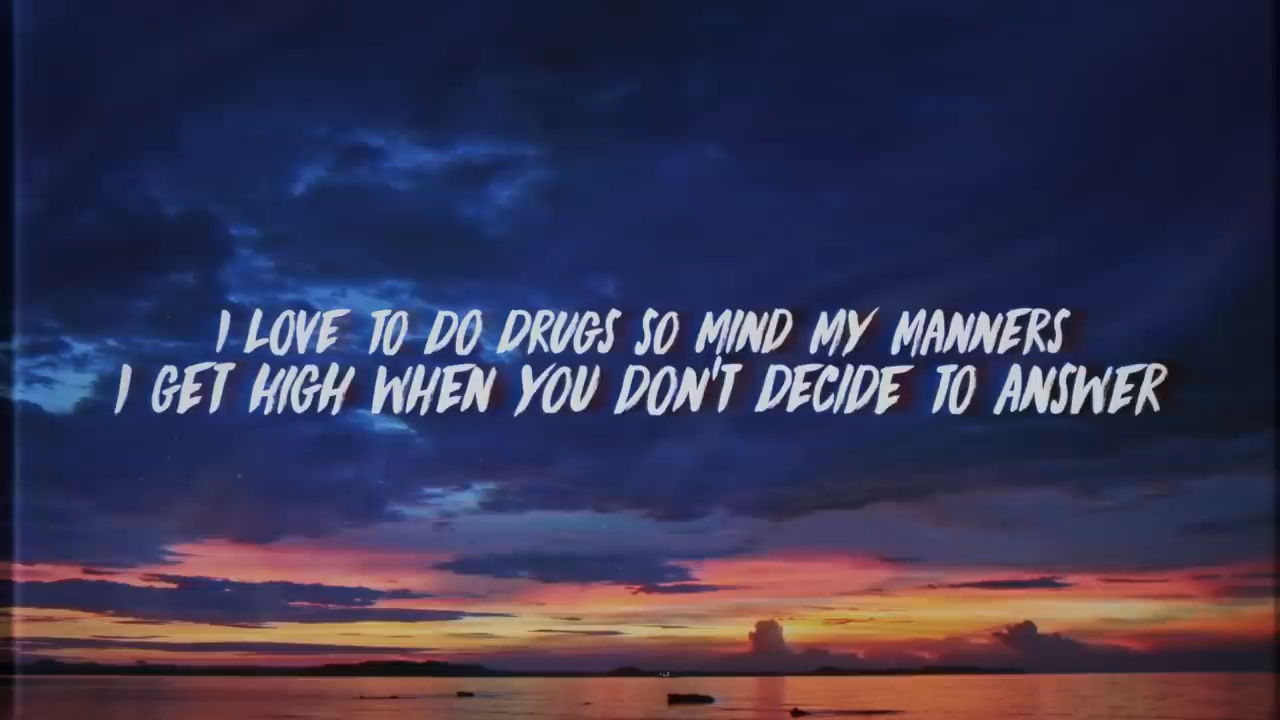 I LOVE TO DO DRUGS SO MIND MY MANNERS
I GET HIGH WHEN YOU DON'T DECIDE TO ANSWER